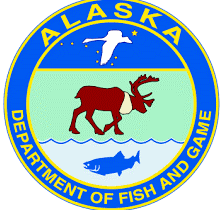 ALASKA
DEPARTMENT OF FISH AND GAME